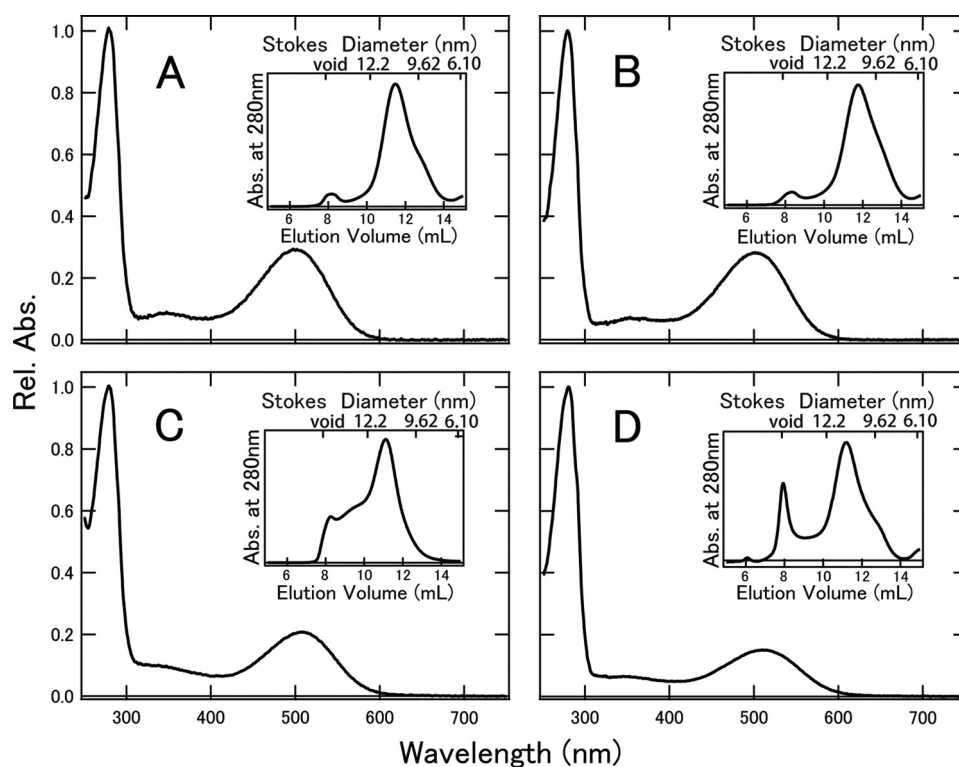 A
Stokes Diameter (nm)
void 12.2 9.62 6.10
Abs. at 280nm
6 8 10 12 14
Elution Volume (mL)
B
Stokes Diameter (nm)
void 12.2 9.62 6.10
Abs. at 280nm
6 8 10 12 14
Elution Volume (mL)
1.0
0.8
0.6
0.4
0.2
0.0
C
Stokes Diameter (nm)
void 12.2 9.62 6.10
Abs. at 280nm
6 8 10 12 14
Elution Volume (mL)
D
Stokes Diameter (nm)
void 12.2 9.62 6.10
Abs. at 280nm
6 8 10 12 14
Elution Volume (mL)
1.0
0.8
0.6
0.4
0.2
0.0
Rel. Abs.
300 400 500 600 700
300 400 500 600 700
Wavelength (nm)